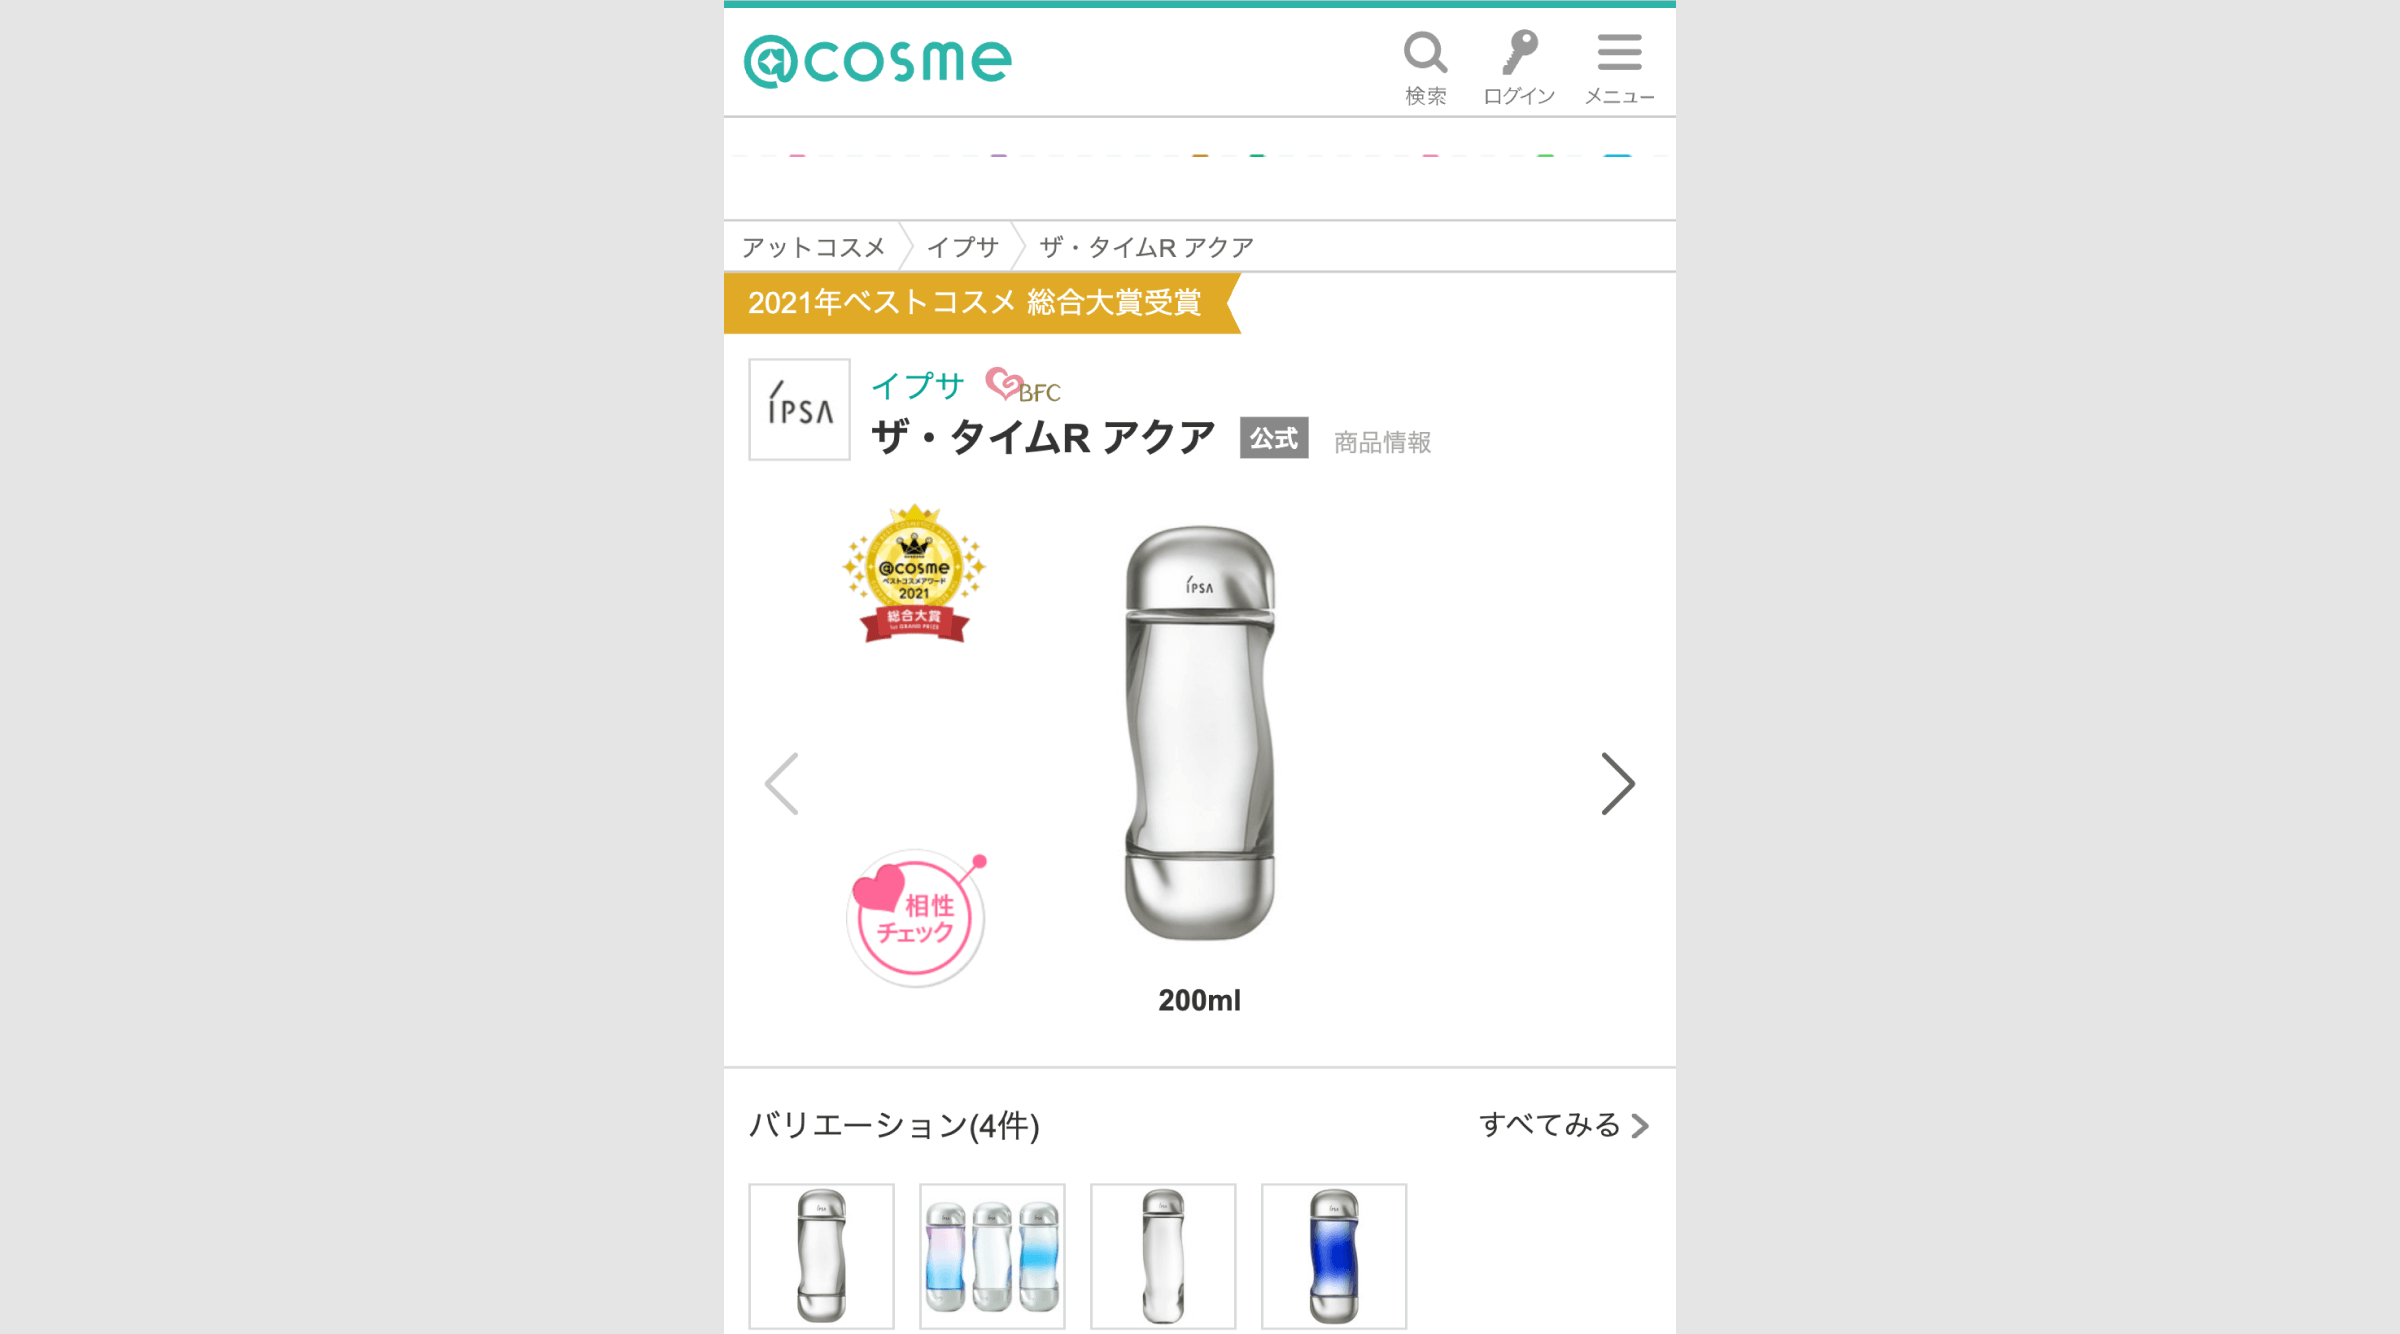 @cosme
検索
ログイン
メニュー
アットコスメ
イプサ
ザ・タイムR アクア
2021年ベストコスメ 総合大賞受賞
IPSA
イプサ
BFC
ザ・タイムR アクア
公式
商品情報
@cosme
ベストコスメアワード
2021
総合大賞
1st GRAND PRIZE
IPSA
相性
チェック
200ml
バリエーション(4件)
すべてみる